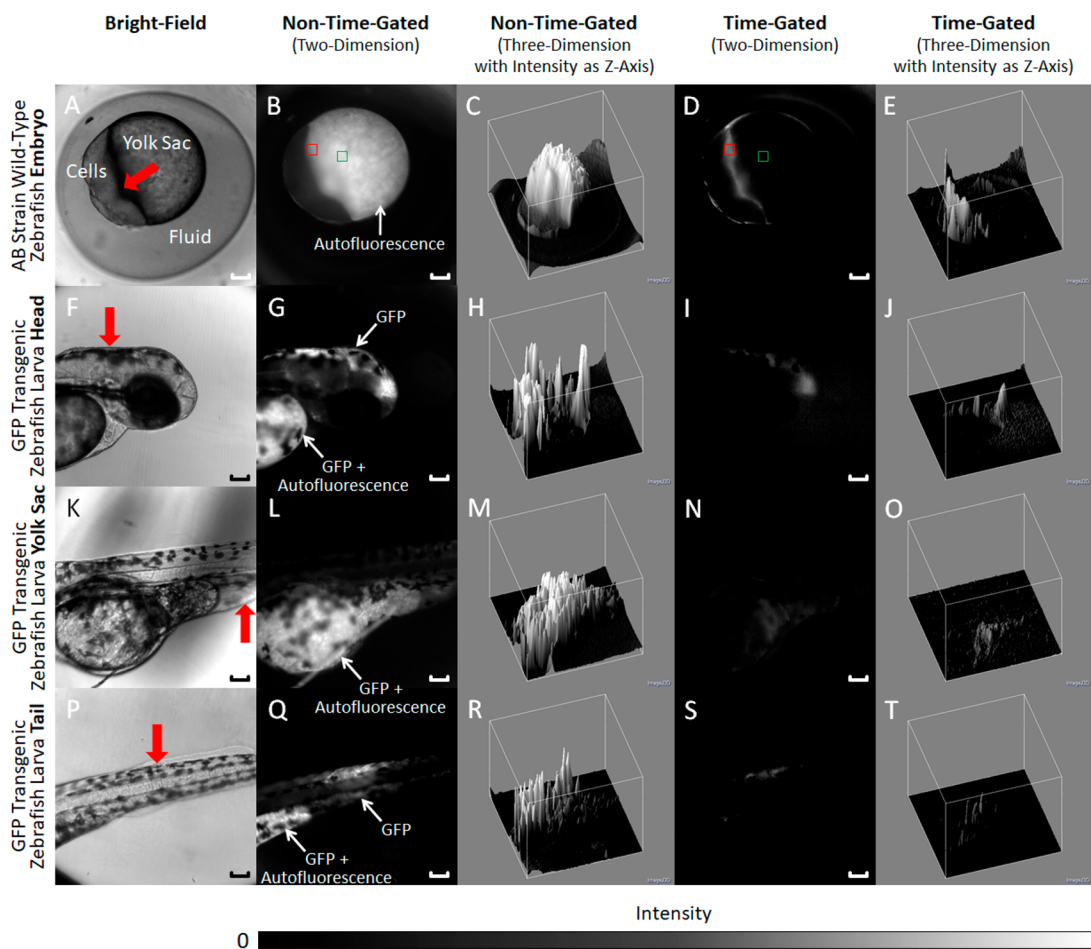 Bright-Field
Non-Time-Gated
(Two-Dimension)
Non-Time-Gated
(Three-Dimension
with Intensity as Z-Axis)
Time-Gated
(Two-Dimension)
Time-Gated
(Three-Dimension
with Intensity as Z-Axis)
AB Strain Wild-Type
Zebrafish Embryo
A
Yolk Sac
Cells
Fluid
B
Autofluorescence
C
D
E
GFP Transgenic
Zebrafish Larva Head
F
G
GFP
GFP +
Autofluorescence
H
I
J
GFP Transgenic
Zebrafish Larva Yolk Sac
K
L
GFP +
Autofluorescence
M
N
O
GFP Transgenic
Zebrafish Larva Tail
P
Q
GFP
GFP +
Autofluorescence
R
S
T
Intensity
0